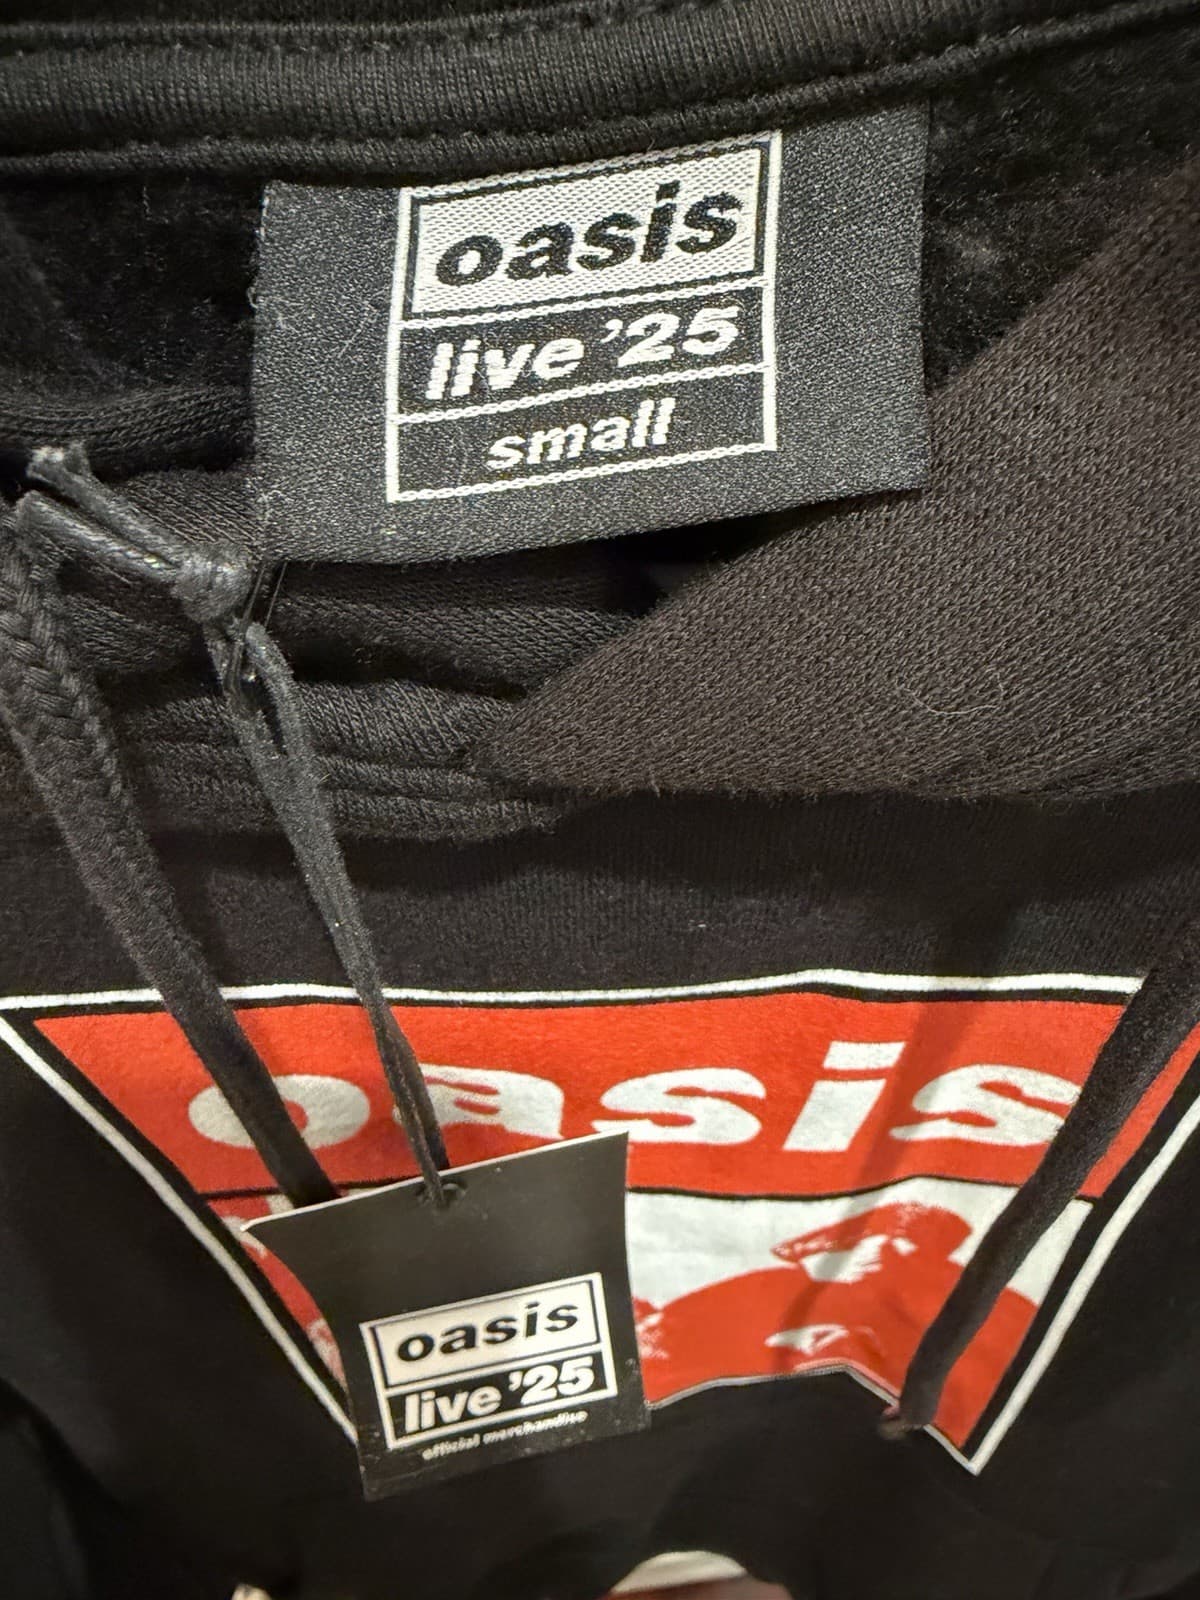 oasis
live '25
small
oasis
oasis
live '25
official merchandise